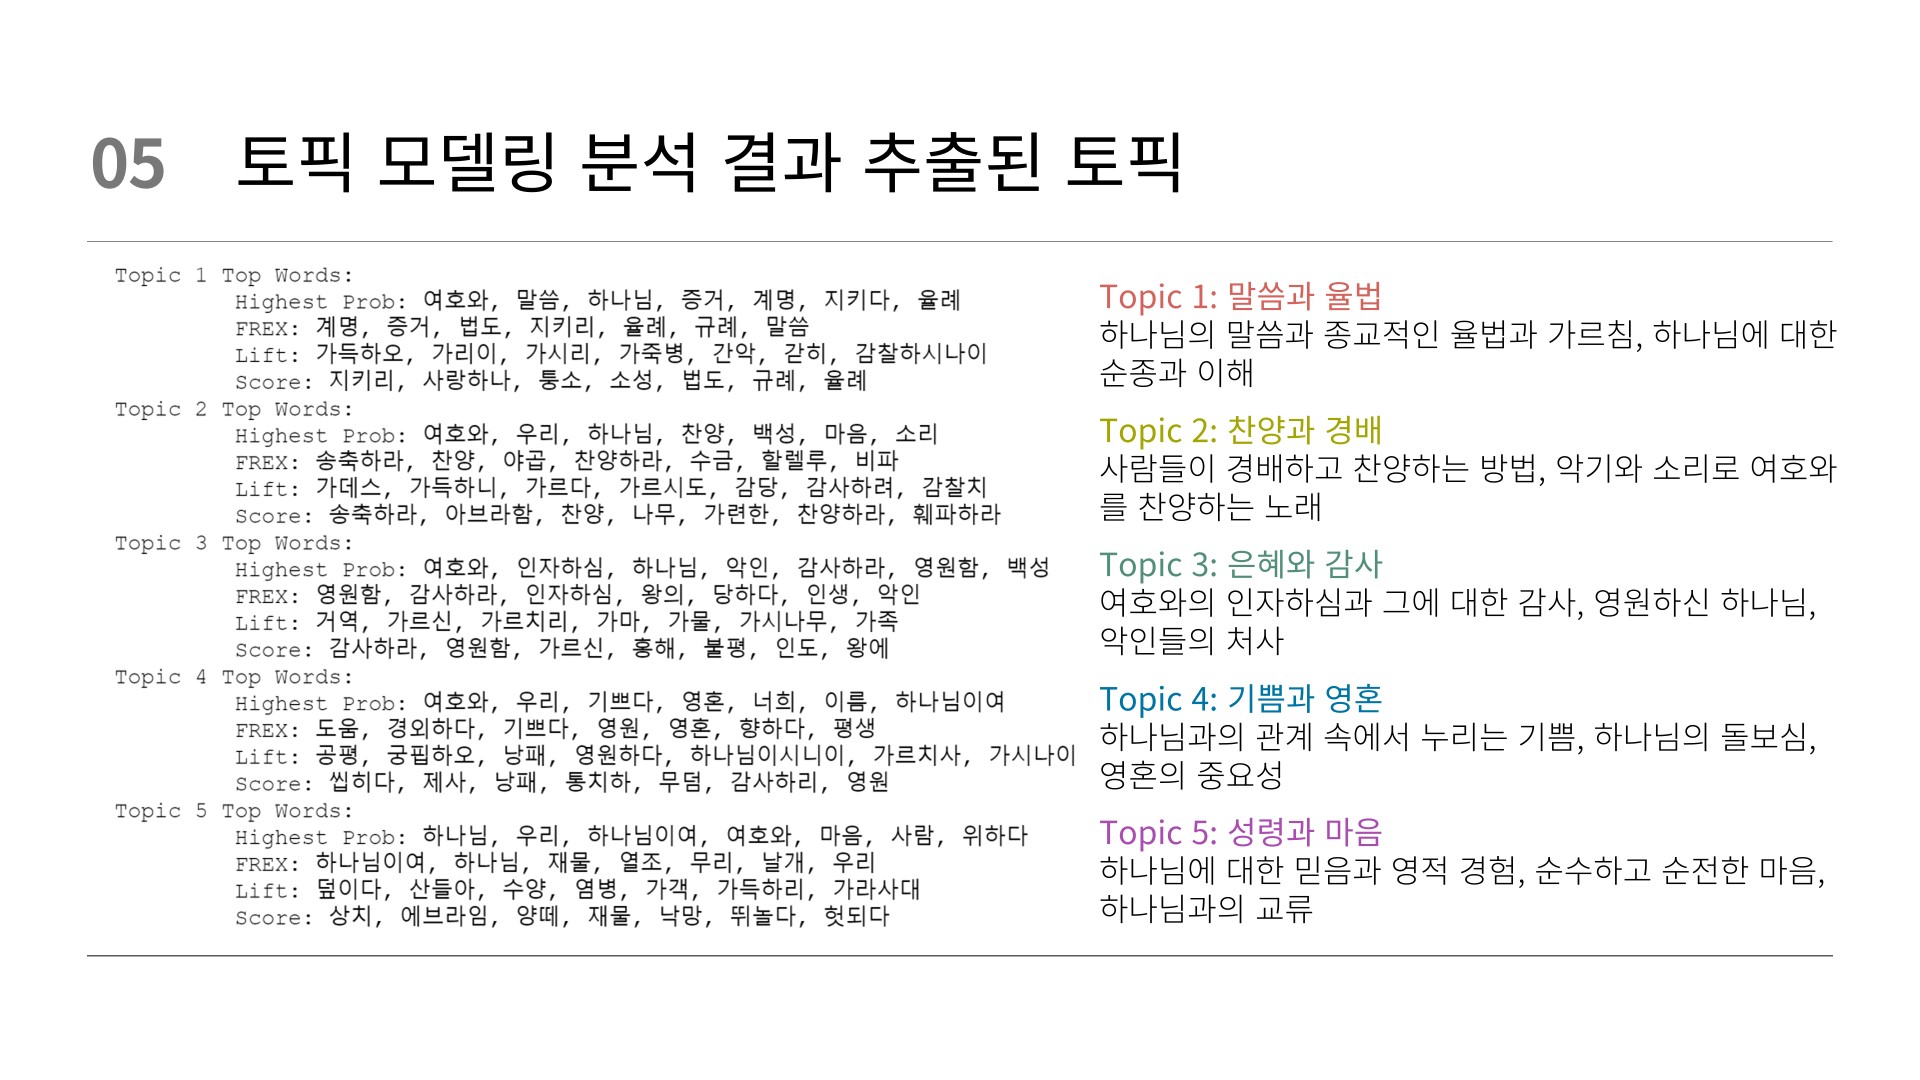 05 토픽 모델링 분석 결과 추출된 토픽
Topic 1 Top Words:
Highest Prob: 여호와, 말씀, 하나님, 증거, 계명, 지키다, 율례
FREX: 계명, 증거, 법도, 지키리, 율례, 규례, 말씀
Lift: 가득하오, 가리이, 가시리, 가죽병, 간악, 갇히, 감찰하시나이
Score: 지키리, 사랑하나, 퉁소, 소성, 법도, 규례, 율례
Topic 2 Top Words:
Highest Prob: 여호와, 우리, 하나님, 찬양, 백성, 마음, 소리
FREX: 송축하라, 찬양, 야곱, 찬양하라, 수금, 할렐루, 비파
Lift: 가데스, 가득하니, 가르다, 가르시도, 감당, 감사하려, 감찰치
Score: 송축하라, 아브라함, 찬양, 나무, 가련한, 찬양하라, 훼파하라
Topic 3 Top Words:
Highest Prob: 여호와, 인자하심, 하나님, 악인, 감사하라, 영원함, 백성
FREX: 영원함, 감사하라, 인자하심, 왕의, 당하다, 인생, 악인
Lift: 거역, 가르신, 가르치리, 가마, 가물, 가시나무, 가족
Score: 감사하라, 영원함, 가르신, 홍해, 불평, 인도, 왕에
Topic 4 Top Words:
Highest Prob: 여호와, 우리, 기쁘다, 영혼, 너희, 이름, 하나님이여
FREX: 도움, 경외하다, 기쁘다, 영원, 영혼, 향하다, 평생
Lift: 공평, 궁핍하오, 낭패, 영원하다, 하나님이시니이, 가르치사, 가시나이
Score: 씹히다, 제사, 낭패, 통치하, 무덤, 감사하리, 영원
Topic 5 Top Words:
Highest Prob: 하나님, 우리, 하나님이여, 여호와, 마음, 사람, 위하다
FREX: 하나님이여, 하나님, 재물, 열조, 무리, 날개, 우리
Lift: 덮이다, 산들아, 수양, 염병, 가객, 가득하리, 가라사대
Score: 상치, 에브라임, 양떼, 재물, 낙망, 뛰놀다, 헛되다
Topic 1: 말씀과 율법
하나님의 말씀과 종교적인 율법과 가르침, 하나님에 대한
순종과 이해
Topic 2: 찬양과 경배
사람들이 경배하고 찬양하는 방법, 악기와 소리로 여호와
를 찬양하는 노래
Topic 3: 은혜와 감사
여호와의 인자하심과 그에 대한 감사, 영원하신 하나님,
악인들의 처사
Topic 4: 기쁨과 영혼
하나님과의 관계 속에서 누리는 기쁨, 하나님의 돌보심,
영혼의 중요성
Topic 5: 성령과 마음
하나님에 대한 믿음과 영적 경험, 순수하고 순전한 마음,
하나님과의 교류